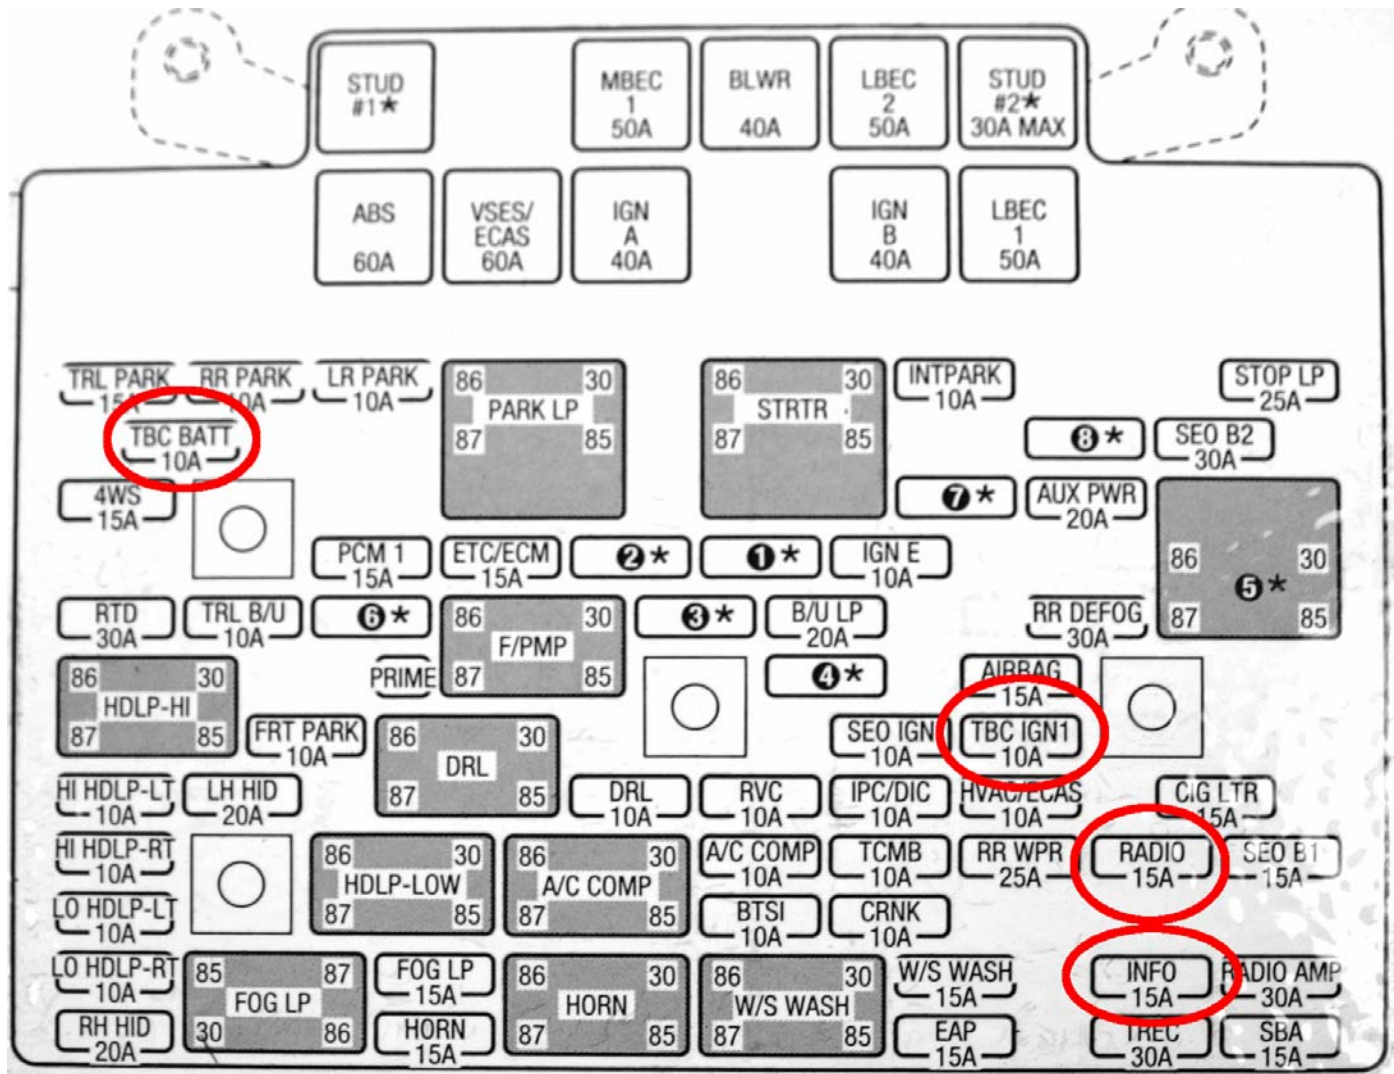 STUD
#1*
MBEC
1
50A
BLWR
40A
LBEC
2
50A
STUD
#2*
30A MAX
ABS
60A
VSES/
ECAS
60A
IGN
A
40A
IGN
B
40A
LBEC
1
50A
TRL PARK
15A
RR PARK
10A
LR PARK
10A
86 30
PARK LP
87 85
86 30
STRTR
87 85
INTPARK
10A
STOP LP
25A
TBC BATT
10A
❽*
SEO B2
30A
4WS
15A
❼*
AUX PWR
20A
PCM 1
15A
ETC/ECM
15A
❷*
❶*
IGN E
10A
86 30
❺*
87 85
RTD
30A
TRL B/U
10A
❻*
86 30
F/PMP
87 85
❸*
B/U LP
20A
RR DEFOG
30A
86 30
HDLP-HI
87 85
PRIME
❹*
AIRBAG
15A
FRT PARK
10A
86 30
DRL
87 85
SEO IGN
10A
TBC IGN1
10A
HI HDLP-LT
10A
LH HID
20A
DRL
10A
RVC
10A
IPC/DIC
10A
HVAC/ECAS
10A
CIG LTR
15A
HI HDLP-RT
10A
86 30
HDLP-LOW
87 85
86 30
A/C COMP
87 85
A/C COMP
10A
TCMB
10A
RR WPR
25A
RADIO
15A
SEO B1
15A
LO HDLP-LT
10A
BTSI
10A
CRNK
10A
LO HDLP-RT
10A
85 87
FOG LP
30 86
FOG LP
15A
86 30
HORN
87 85
86 30
W/S WASH
87 85
W/S WASH
15A
INFO
15A
RADIO AMP
30A
RH HID
20A
HORN
15A
EAP
15A
TREC
30A
SBA
15A